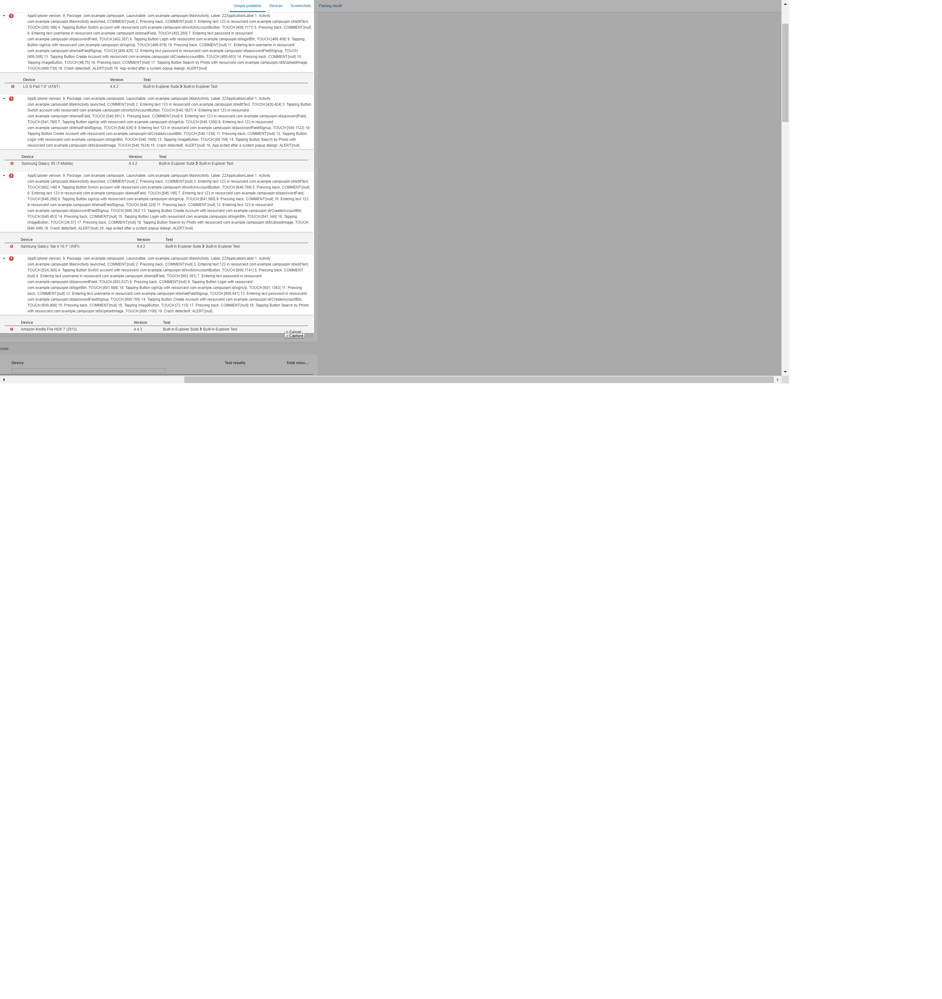 Unique problems Devices Screenshots Parsing result
1 AppExplorer version: 9, Package: com.example.campuspin, Launchable: com.example.campuspin.MainActivity, Label: ZZApplicationLabel 1. Activity
com.example.campuspin.MainActivity launched, COMMENT:[null] 2. Pressing back, COMMENT:[null] 3. Entering text 123 in resourceId com.example.campuspin:id/editText,
TOUCH:[350,198] 4. Tapping Button Switch account with resourceId com.example.campuspin:id/switchAccountButton, TOUCH:[400,1171] 5. Pressing back, COMMENT:[null]
6. Entering text username in resourceId com.example.campuspin:id/emailField, TOUCH:[402,260] 7. Entering text password in resourceId
com.example.campuspin:id/passwordField, TOUCH:[402,357] 8. Tapping Button Login with resourceId com.example.campuspin:id/loginBtn, TOUCH:[400,458] 9. Tapping
Button signUp with resourceId com.example.campuspin:id/signUp, TOUCH:[400,919] 10. Pressing back, COMMENT:[null] 11. Entering text username in resourceId
com.example.campuspin:id/emailFieldSignup, TOUCH:[400,425] 12. Entering text password in resourceId com.example.campuspin:id/passwordFieldSignup, TOUCH:
[400,508] 13. Tapping Button Create Account with resourceId com.example.campuspin:id/CreateAccountBtn, TOUCH:[400,603] 14. Pressing back, COMMENT:[null] 15.
Tapping ImageButton, TOUCH:[48,75] 16. Pressing back, COMMENT:[null] 17. Tapping Button Search by Photo with resourceId com.example.campuspin:id/bUploadImage,
TOUCH:[400,730] 18. Crash detected!, ALERT:[null] 19. App exited after a system popup dialog!, ALERT:[null]
Device Version Test
LG G Pad 7.0" (AT&T) 4.4.2 Built-in Explorer Suite Built-in Explorer Test
1 AppExplorer version: 9, Package: com.example.campuspin, Launchable: com.example.campuspin.MainActivity, Label: ZZApplicationLabel 1. Activity
com.example.campuspin.MainActivity launched, COMMENT:[null] 2. Entering text 123 in resourceId com.example.campuspin:id/editText, TOUCH:[426,424] 3. Tapping Button
Switch account with resourceId com.example.campuspin:id/switchAccountButton, TOUCH:[540,1827] 4. Entering text 123 in resourceId
com.example.campuspin:id/emailField, TOUCH:[540,561] 5. Pressing back, COMMENT:[null] 6. Entering text 123 in resourceId com.example.campuspin:id/passwordField,
TOUCH:[541,780] 7. Tapping Button signUp with resourceId com.example.campuspin:id/signUp, TOUCH:[540,1260] 8. Entering text 123 in resourceId
com.example.campuspin:id/emailFieldSignup, TOUCH:[540,936] 9. Entering text 123 in resourceId com.example.campuspin:id/passwordFieldSignup, TOUCH:[540,1122] 10.
Tapping Button Create Account with resourceId com.example.campuspin:id/CreateAccountBtn, TOUCH:[540,1336] 11. Pressing back, COMMENT:[null] 12. Tapping Button
Login with resourceId com.example.campuspin:id/loginBtn, TOUCH:[540,1008] 13. Tapping ImageButton, TOUCH:[84,159] 14. Tapping Button Search by Photo with
resourceId com.example.campuspin:id/bUploadImage, TOUCH:[540,1624] 15. Crash detected!, ALERT:[null] 16. App exited after a system popup dialog!, ALERT:[null]
Device Version Test
Samsung Galaxy S5 (T-Mobile) 4.4.2 Built-in Explorer Suite Built-in Explorer Test
1 AppExplorer version: 9, Package: com.example.campuspin, Launchable: com.example.campuspin.MainActivity, Label: ZZApplicationLabel 1. Activity
com.example.campuspin.MainActivity launched, COMMENT:[null] 2. Pressing back, COMMENT:[null] 3. Entering text 123 in resourceId com.example.campuspin:id/editText,
TOUCH:[602,149] 4. Tapping Button Switch account with resourceId com.example.campuspin:id/switchAccountButton, TOUCH:[640,769] 5. Pressing back, COMMENT:[null]
6. Entering text 123 in resourceId com.example.campuspin:id/emailField, TOUCH:[645,195] 7. Entering text 123 in resourceId com.example.campuspin:id/passwordField,
TOUCH:[646,268] 8. Tapping Button signUp with resourceId com.example.campuspin:id/signUp, TOUCH:[641,580] 9. Pressing back, COMMENT:[null] 10. Entering text 123
in resourceId com.example.campuspin:id/emailFieldSignup, TOUCH:[640,320] 11. Pressing back, COMMENT:[null] 12. Entering text 123 in resourceId
com.example.campuspin:id/passwordFieldSignup, TOUCH:[640,382] 13. Tapping Button Create Account with resourceId com.example.campuspin:id/CreateAccountBtn,
TOUCH:[640,453] 14. Pressing back, COMMENT:[null] 15. Tapping Button Login with resourceId com.example.campuspin:id/loginBtn, TOUCH:[641,344] 16. Tapping
ImageButton, TOUCH:[36,57] 17. Pressing back, COMMENT:[null] 18. Tapping Button Search by Photo with resourceId com.example.campuspin:id/bUploadImage, TOUCH:
[640,549] 19. Crash detected!, ALERT:[null] 20. App exited after a system popup dialog!, ALERT:[null]
Device Version Test
Samsung Galaxy Tab 4 10.1" (WiFi) 4.4.2 Built-in Explorer Suite Built-in Explorer Test
1 AppExplorer version: 9, Package: com.example.campuspin, Launchable: com.example.campuspin.MainActivity, Label: ZZApplicationLabel 1. Activity
com.example.campuspin.MainActivity launched, COMMENT:[null] 2. Pressing back, COMMENT:[null] 3. Entering text 123 in resourceId com.example.campuspin:id/editText,
TOUCH:[524,300] 4. Tapping Button Switch account with resourceId com.example.campuspin:id/switchAccountButton, TOUCH:[600,1741] 5. Pressing back, COMMENT:
[null] 6. Entering text username in resourceId com.example.campuspin:id/emailField, TOUCH:[603,391] 7. Entering text password in resourceId
com.example.campuspin:id/passwordField, TOUCH:[603,537] 8. Pressing back, COMMENT:[null] 9. Tapping Button Login with resourceId
com.example.campuspin:id/loginBtn, TOUCH:[601,689] 10. Tapping Button signUp with resourceId com.example.campuspin:id/signUp, TOUCH:[601,1363] 11. Pressing
back, COMMENT:[null] 12. Entering text username in resourceId com.example.campuspin:id/emailFieldSignup, TOUCH:[600,641] 13. Entering text password in resourceId
com.example.campuspin:id/passwordFieldSignup, TOUCH:[600,765] 14. Tapping Button Create Account with resourceId com.example.campuspin:id/CreateAccountBtn,
TOUCH:[600,908] 15. Pressing back, COMMENT:[null] 16. Tapping ImageButton, TOUCH:[72,115] 17. Pressing back, COMMENT:[null] 18. Tapping Button Search by Photo
with resourceId com.example.campuspin:id/bUploadImage, TOUCH:[600,1100] 19. Crash detected!, ALERT:[null]
Device Version Test
Amazon Kindle Fire HDX 7 (2013) 4.4.3 Built-in Explorer Suite Built-in Explorer Test
Cancel
Capture
vices
Device Test results Total minu...